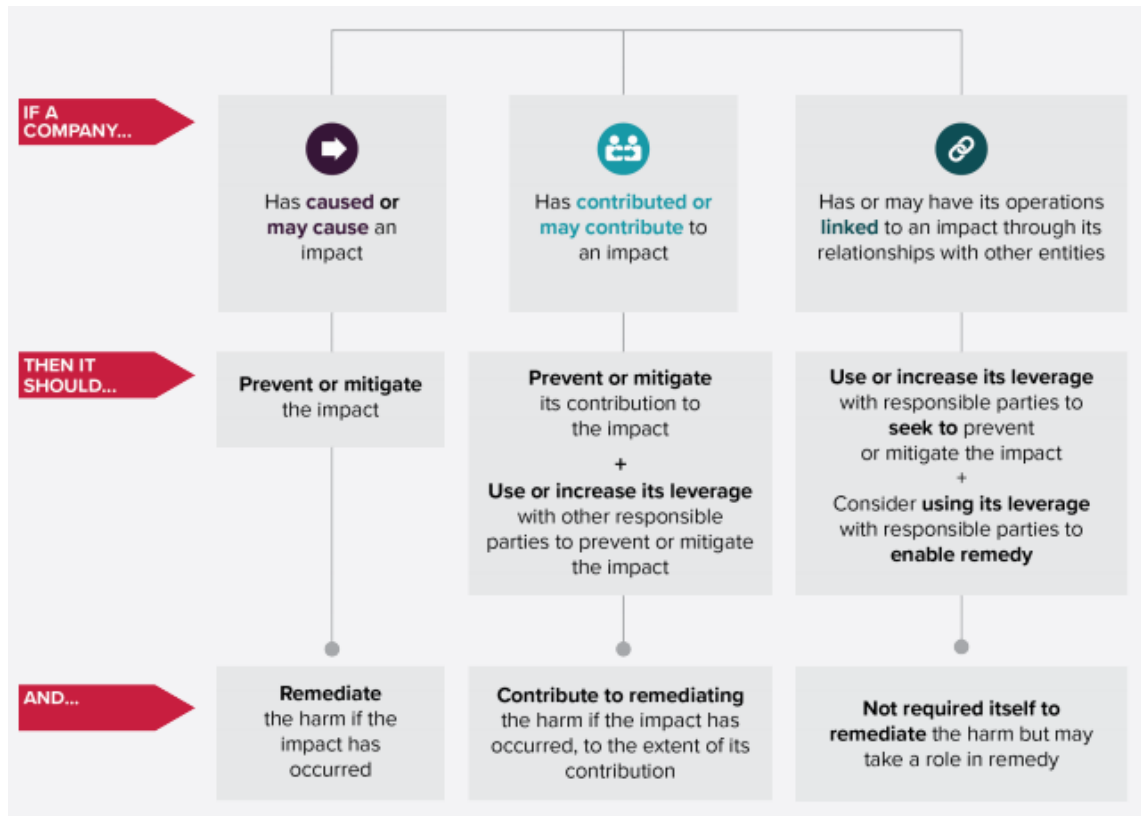 IF A
COMPANY...
Has caused or
may cause an
impact
Has contributed or
may contribute to
an impact
Has or may have its operations
linked to an impact through its
relationships with other entities
THEN IT
SHOULD...
Prevent or mitigate
the impact
Prevent or mitigate
its contribution to
the impact
+
Use or increase its leverage
with other responsible
parties to prevent or mitigate
the impact
Use or increase its leverage
with responsible parties to
seek to prevent
or mitigate the impact
+
Consider using its leverage
with responsible parties to
enable remedy
AND...
Remediate
the harm if the
impact has
occurred
Contribute to remediating
the harm if the impact has
occurred, to the extent of its
contribution
Not required itself to
remediate the harm but may
take a role in remedy